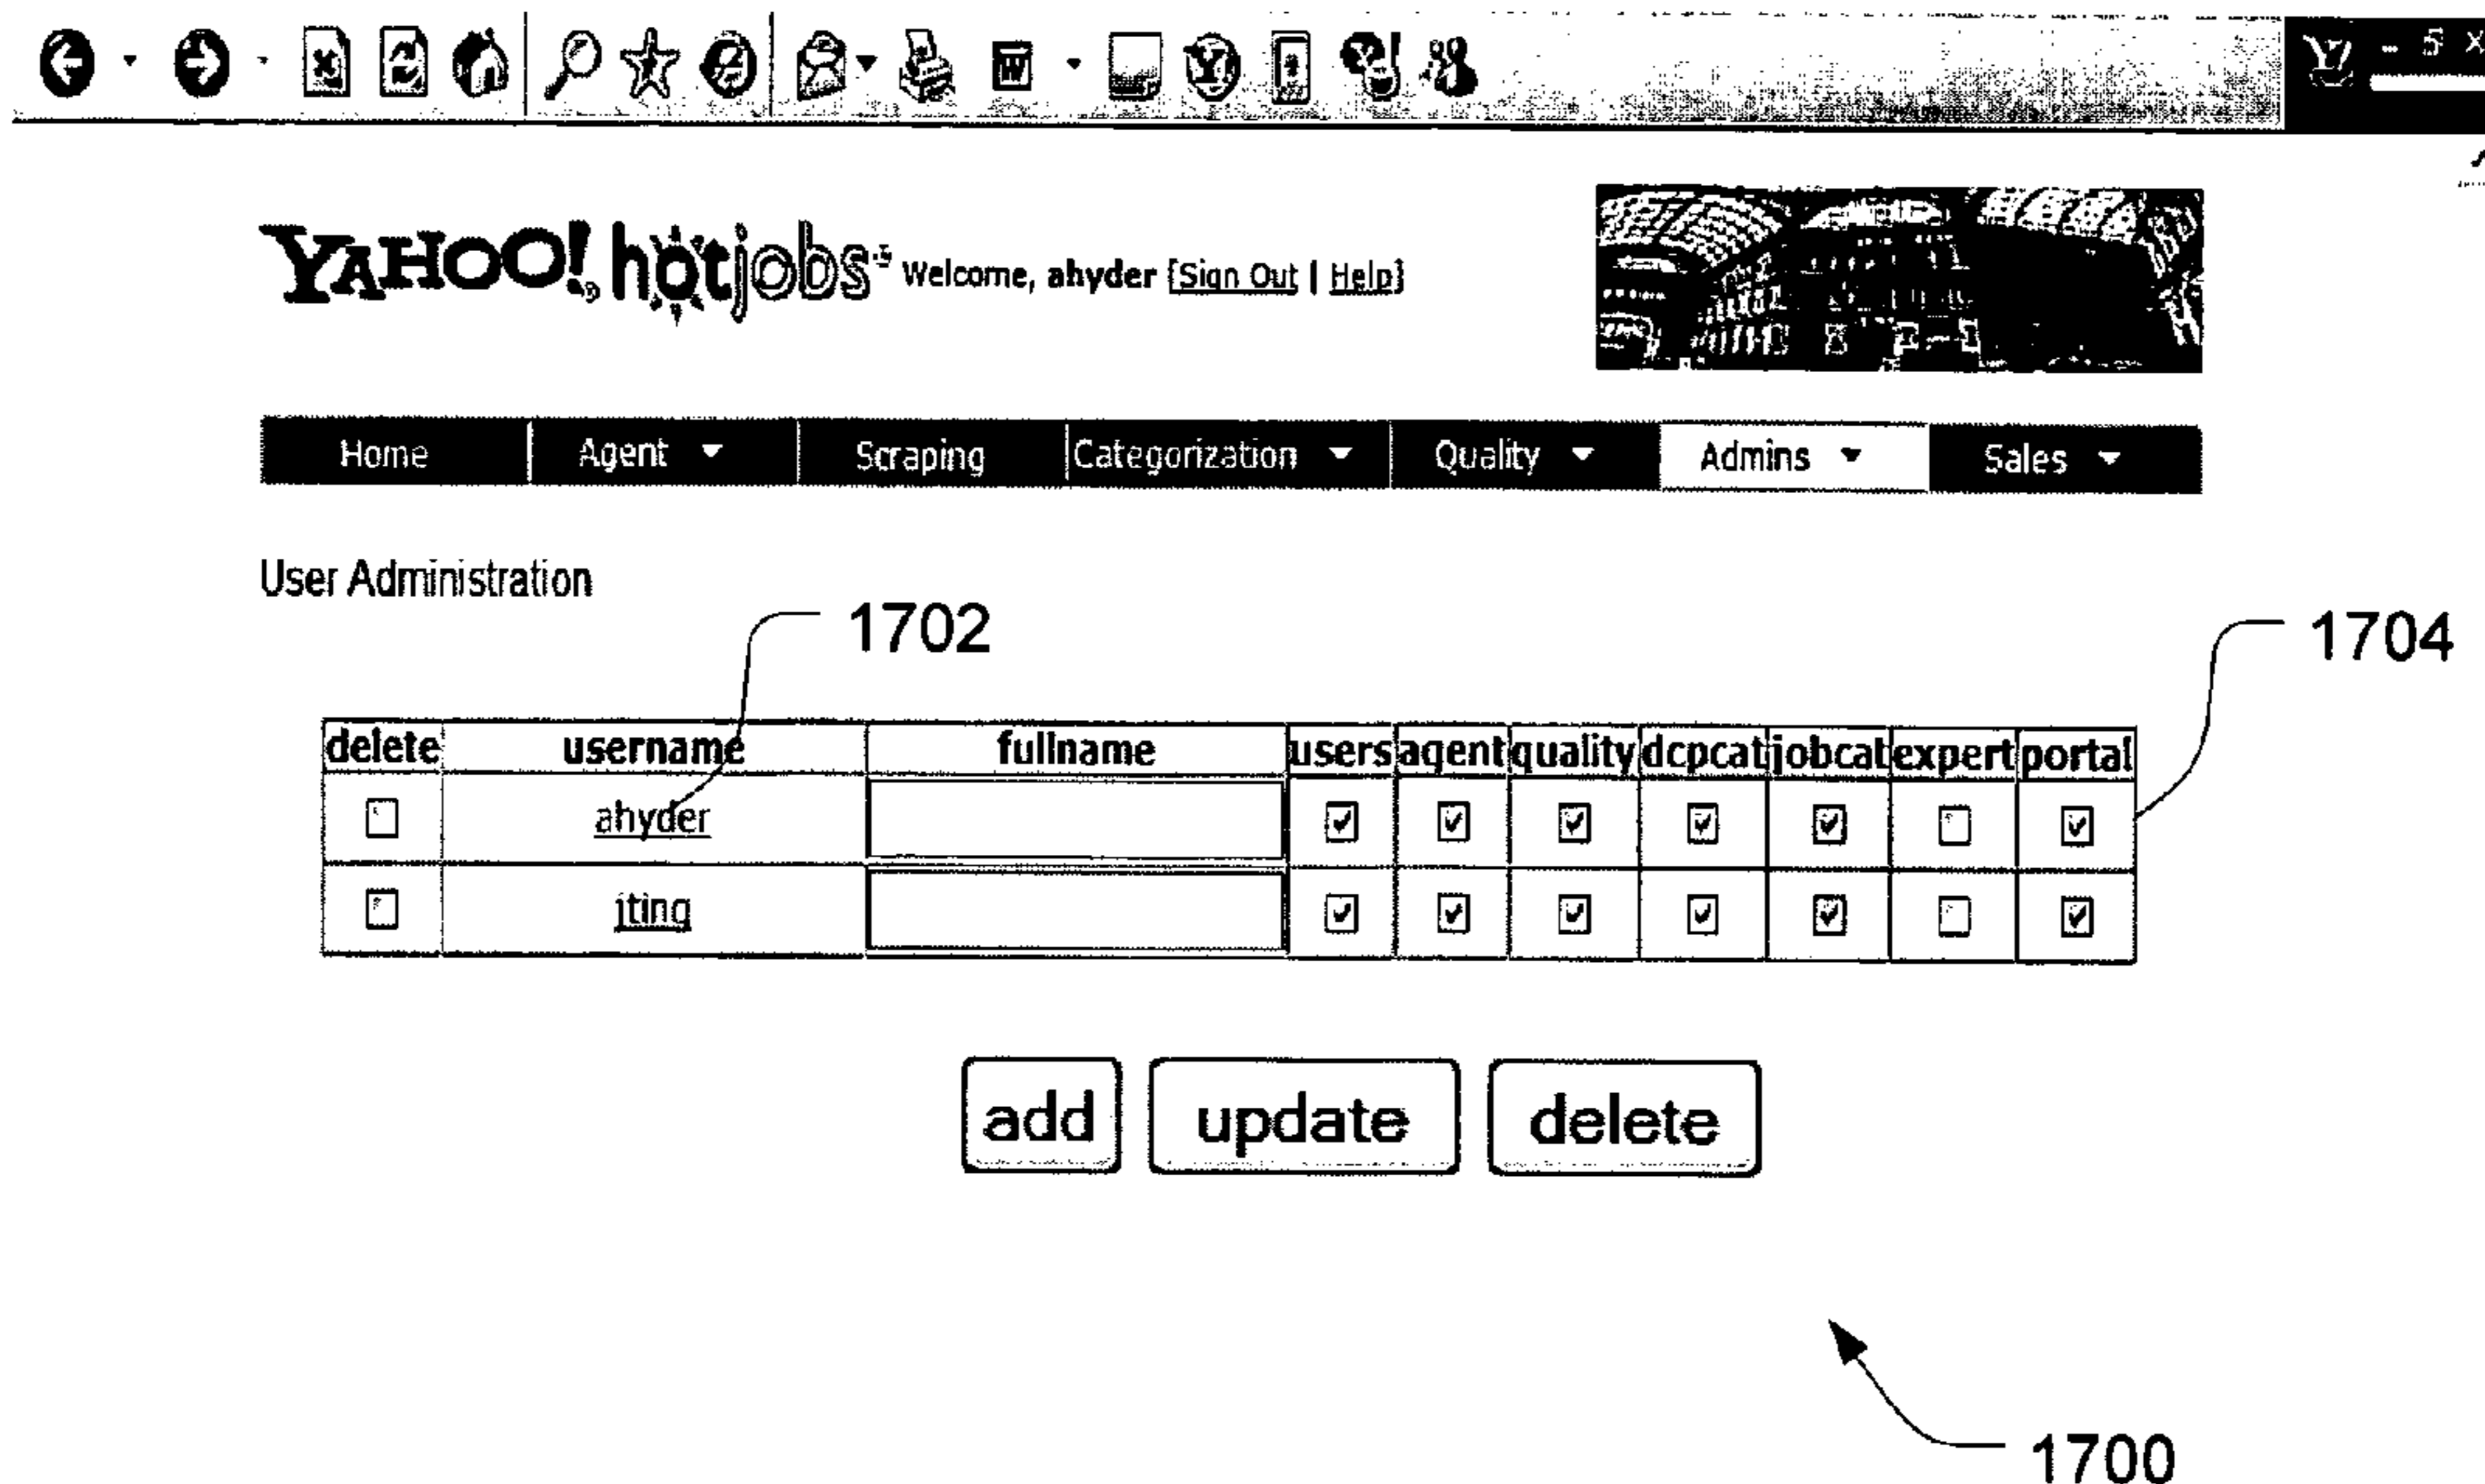 YAHOO! hotjobs Welcome, ahyder [Sign Out | Help]
Home Agent Scraping Categorization Quality Admins Sales
User Administration
1702
1704
delete username fullname users agent quality dcpcat jobcat expert portal
ahyder
jting
add update delete
1700